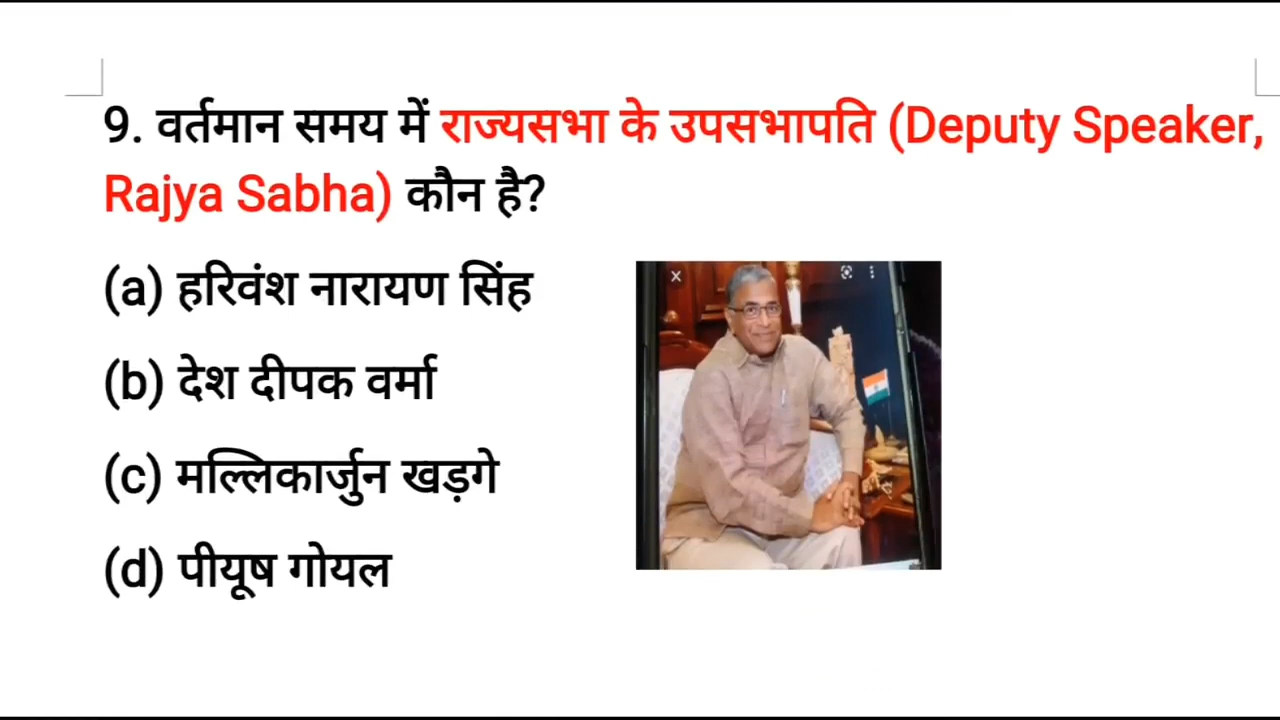 9. वर्तमान समय में राज्यसभा के उपसभापति (Deputy Speaker,
Rajya Sabha) कौन है?
(a) हरिवंश नारायण सिंह
(b) देश दीपक वर्मा
(c) मल्लिकार्जुन खड़गे
(d) पीयूष गोयल